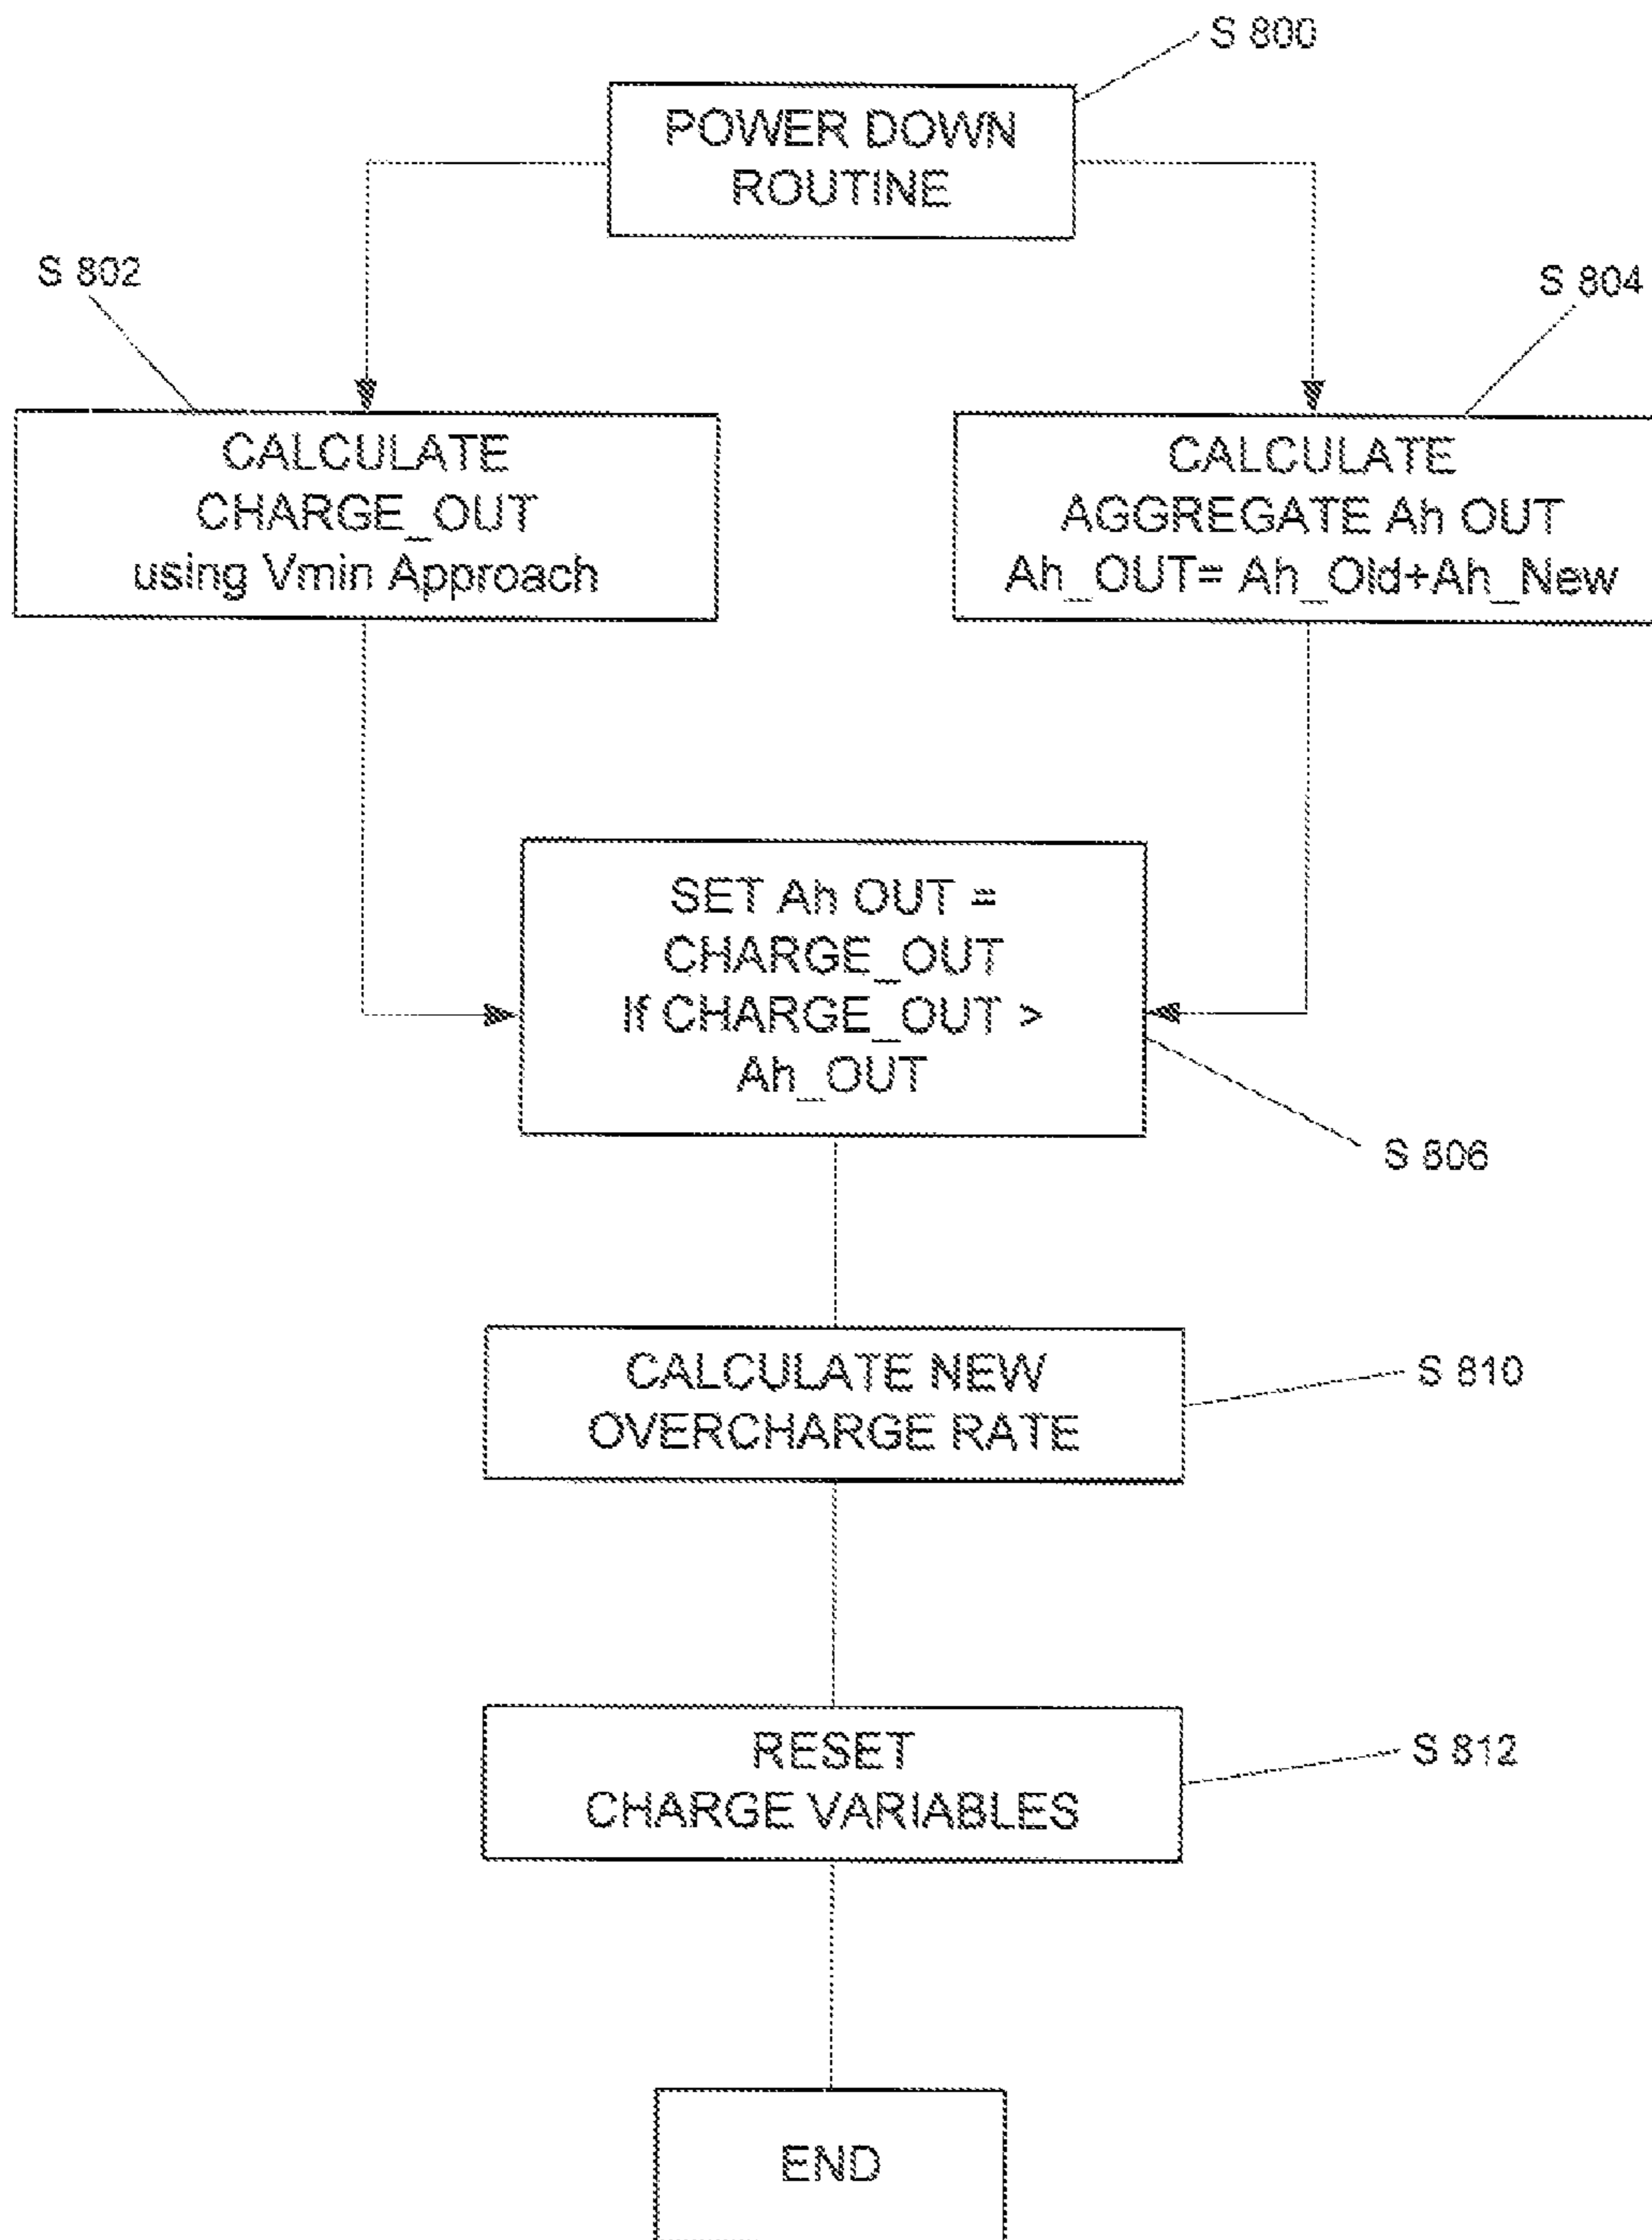 S 800
POWER DOWN
ROUTINE
S 802
S 804
CALCULATE
CHARGE_OUT
using Vmin Approach
CALCULATE
AGGREGATE Ah OUT
Ah_OUT= Ah_Old+Ah_New
SET Ah OUT =
CHARGE_OUT
If CHARGE_OUT >
Ah_OUT
S 806
CALCULATE NEW
OVERCHARGE RATE
S 810
RESET
CHARGE VARIABLES
S 812
END